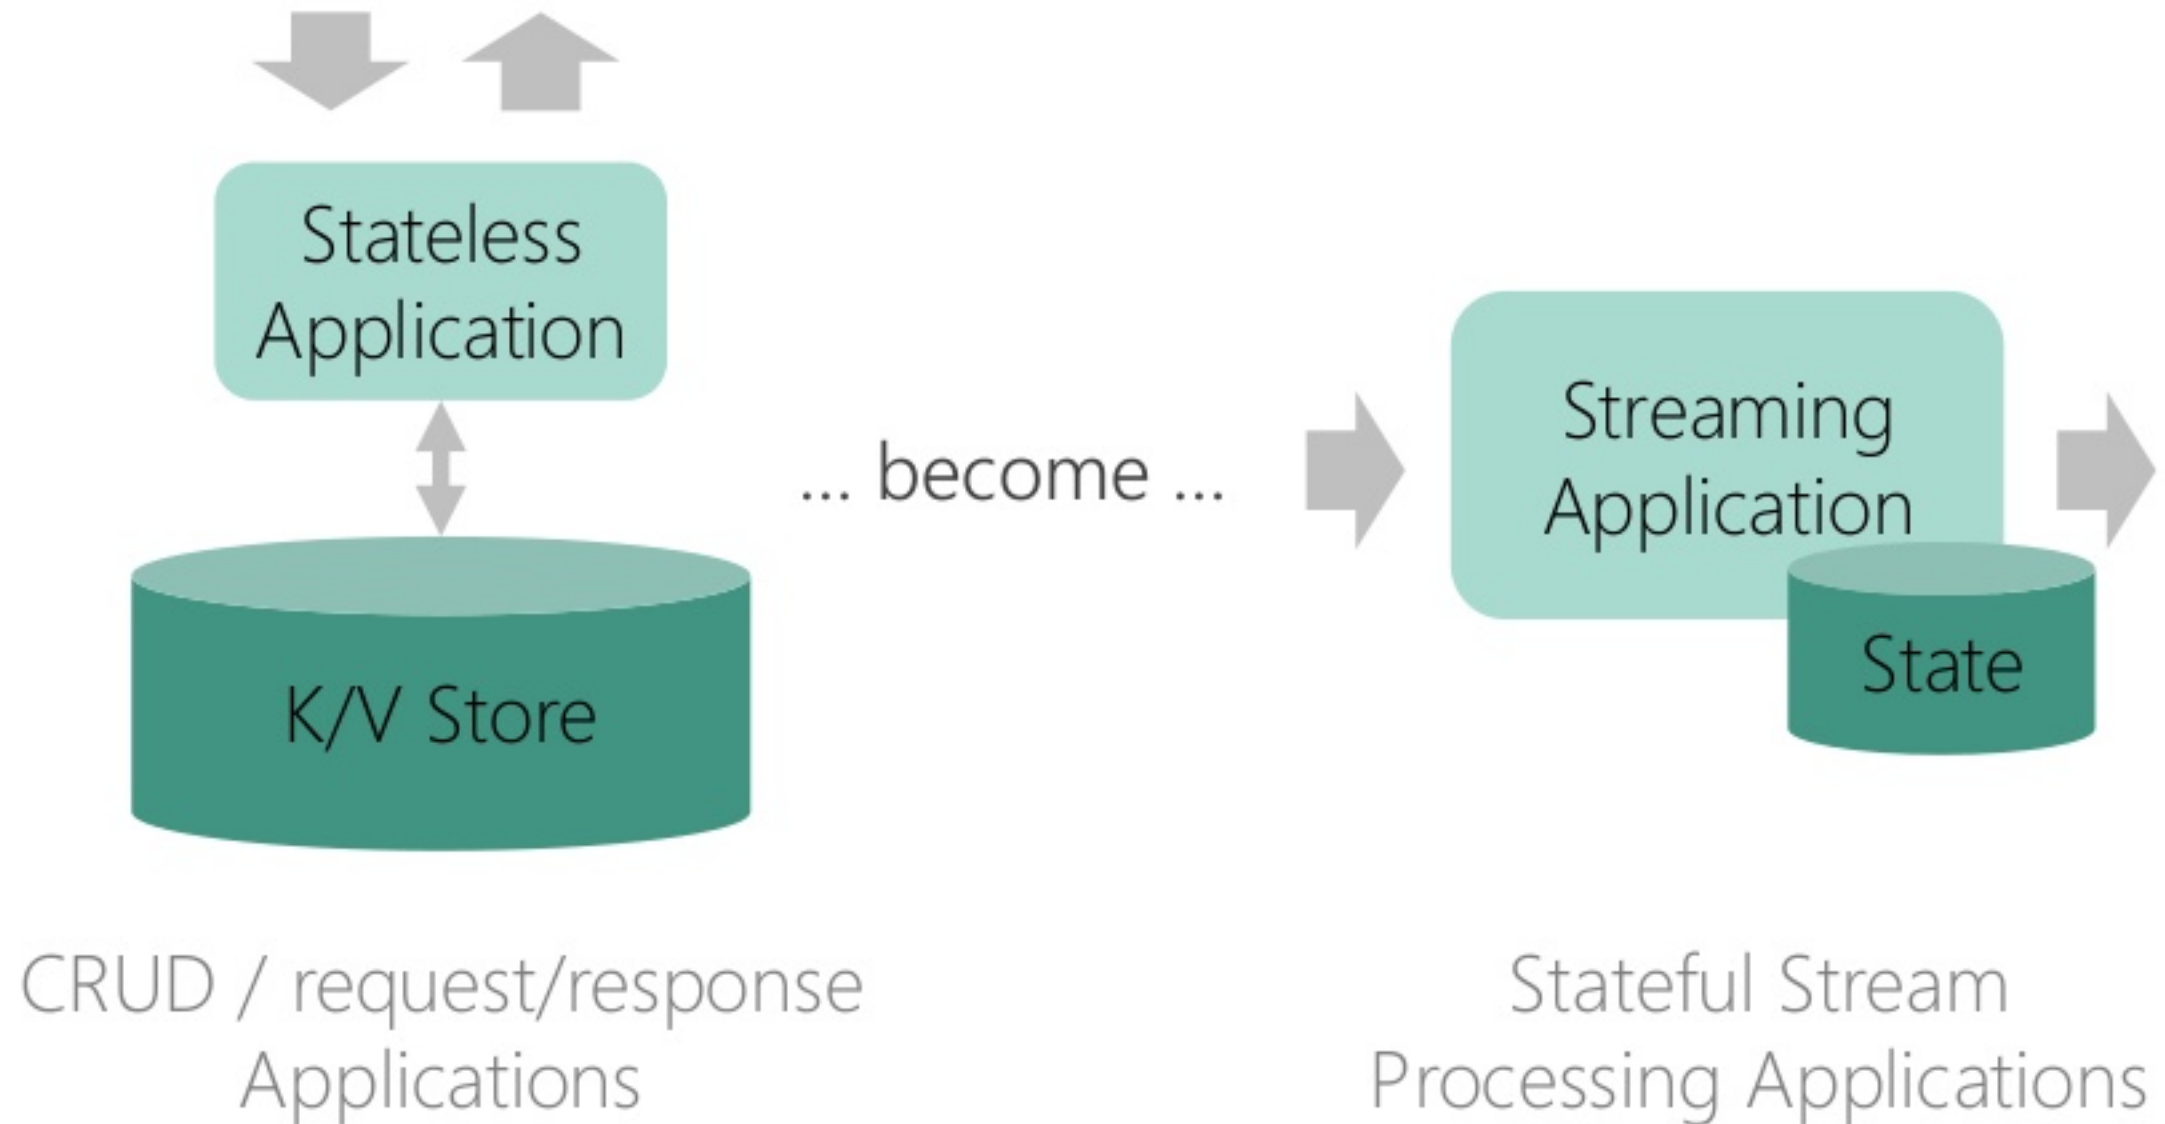 Stateless
Application
K/V Store
... become ...
Streaming
Application
State
CRUD / request/response
Applications
Stateful Stream
Processing Applications